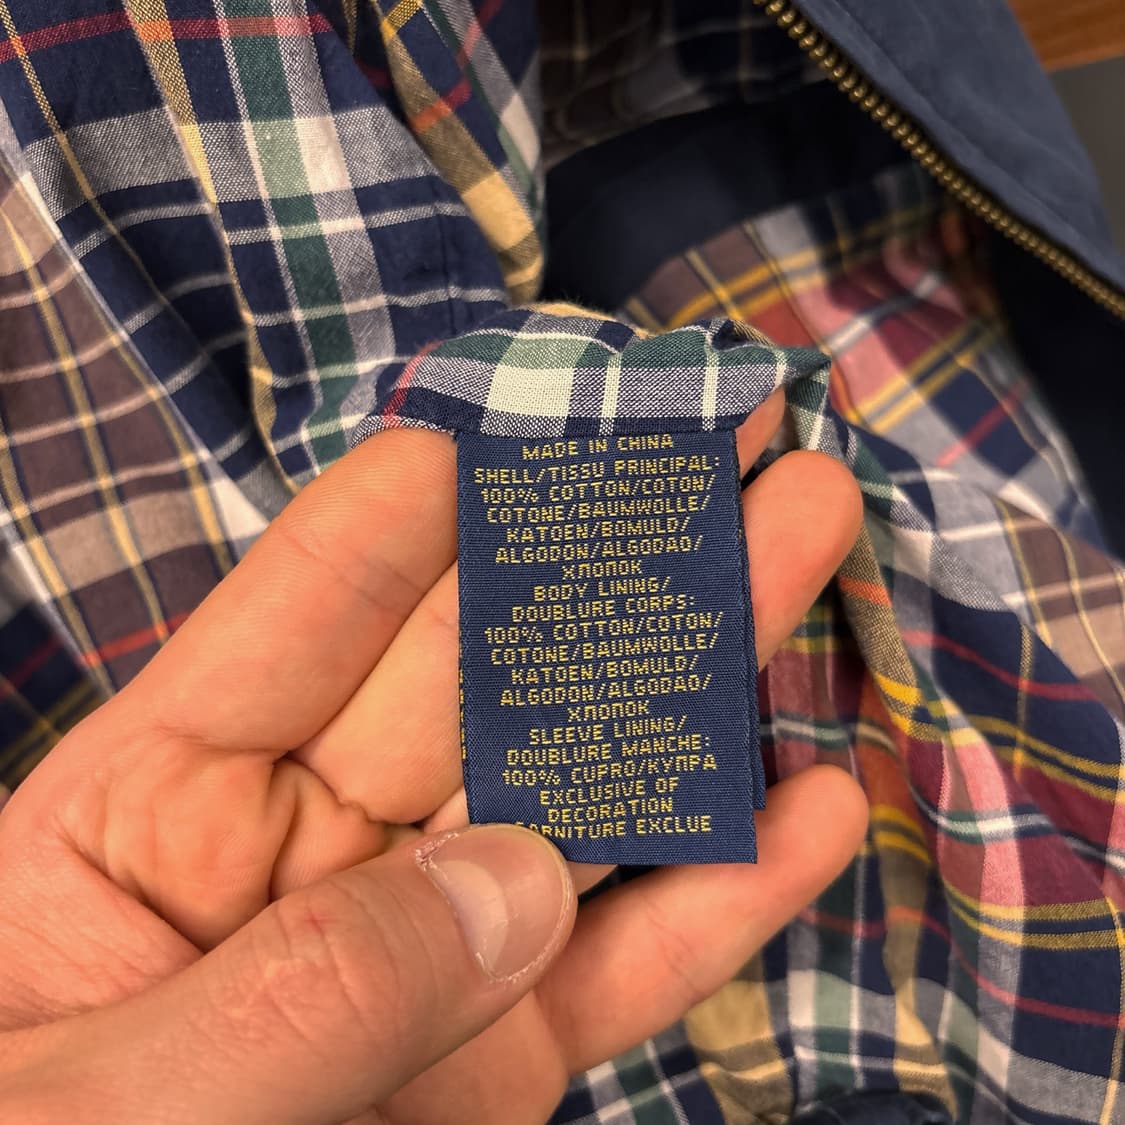 MADE IN CHINA
SHELL/TISSU PRINCIPAL:
100% COTTON/COTON/
COTONE/BAUMWOLLE/
KATOEN/BOMULD/
ALGODON/ALGODAO/
ХЛОПОК
BODY LINING/
DOUBLURE CORPS:
100% COTTON/COTON/
COTONE/BAUMWOLLE/
KATOEN/BOMULD/
ALGODON/ALGODAO/
ХЛОПОК
SLEEVE LINING/
DOUBLURE MANCHE:
100% CUPRO/КУПРА
EXCLUSIVE OF
DECORATION
GARNITURE EXCLUE